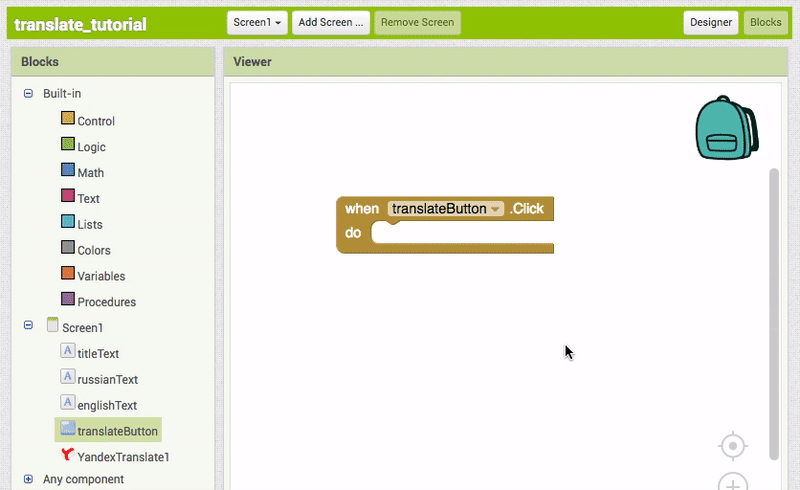 translate_tutorial Screen1 Add Screen ... Remove Screen Designer Blocks
Blocks
Viewer
Built-in
Control
Logic
Math
Text
Lists
Colors
Variables
Procedures
Screen1
A titleText
A russianText
A englishText
translateButton
YandexTranslate1
Any component
when translateButton .Click
do